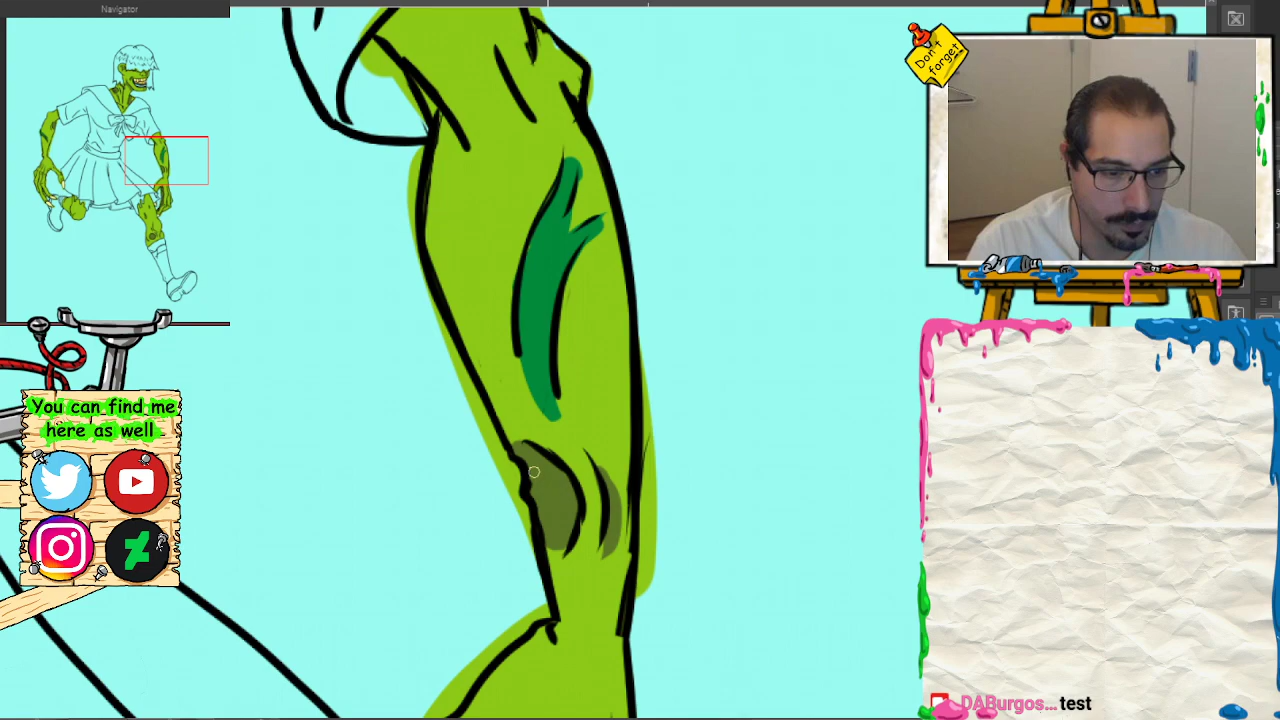 Navigator
Don't
forget
You can find me
here as well
DABurgos... test